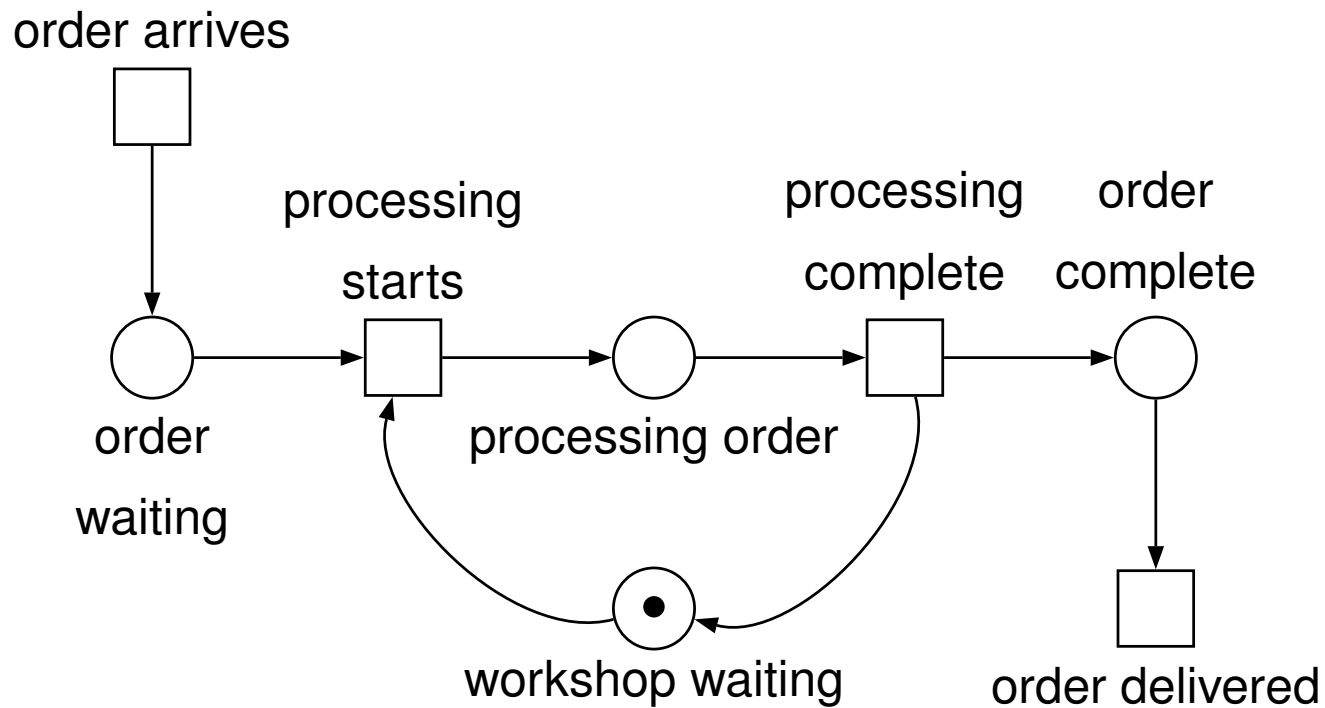 order arrives
processing
starts
processing
complete
order
complete
order
waiting
processing order
workshop waiting
order delivered